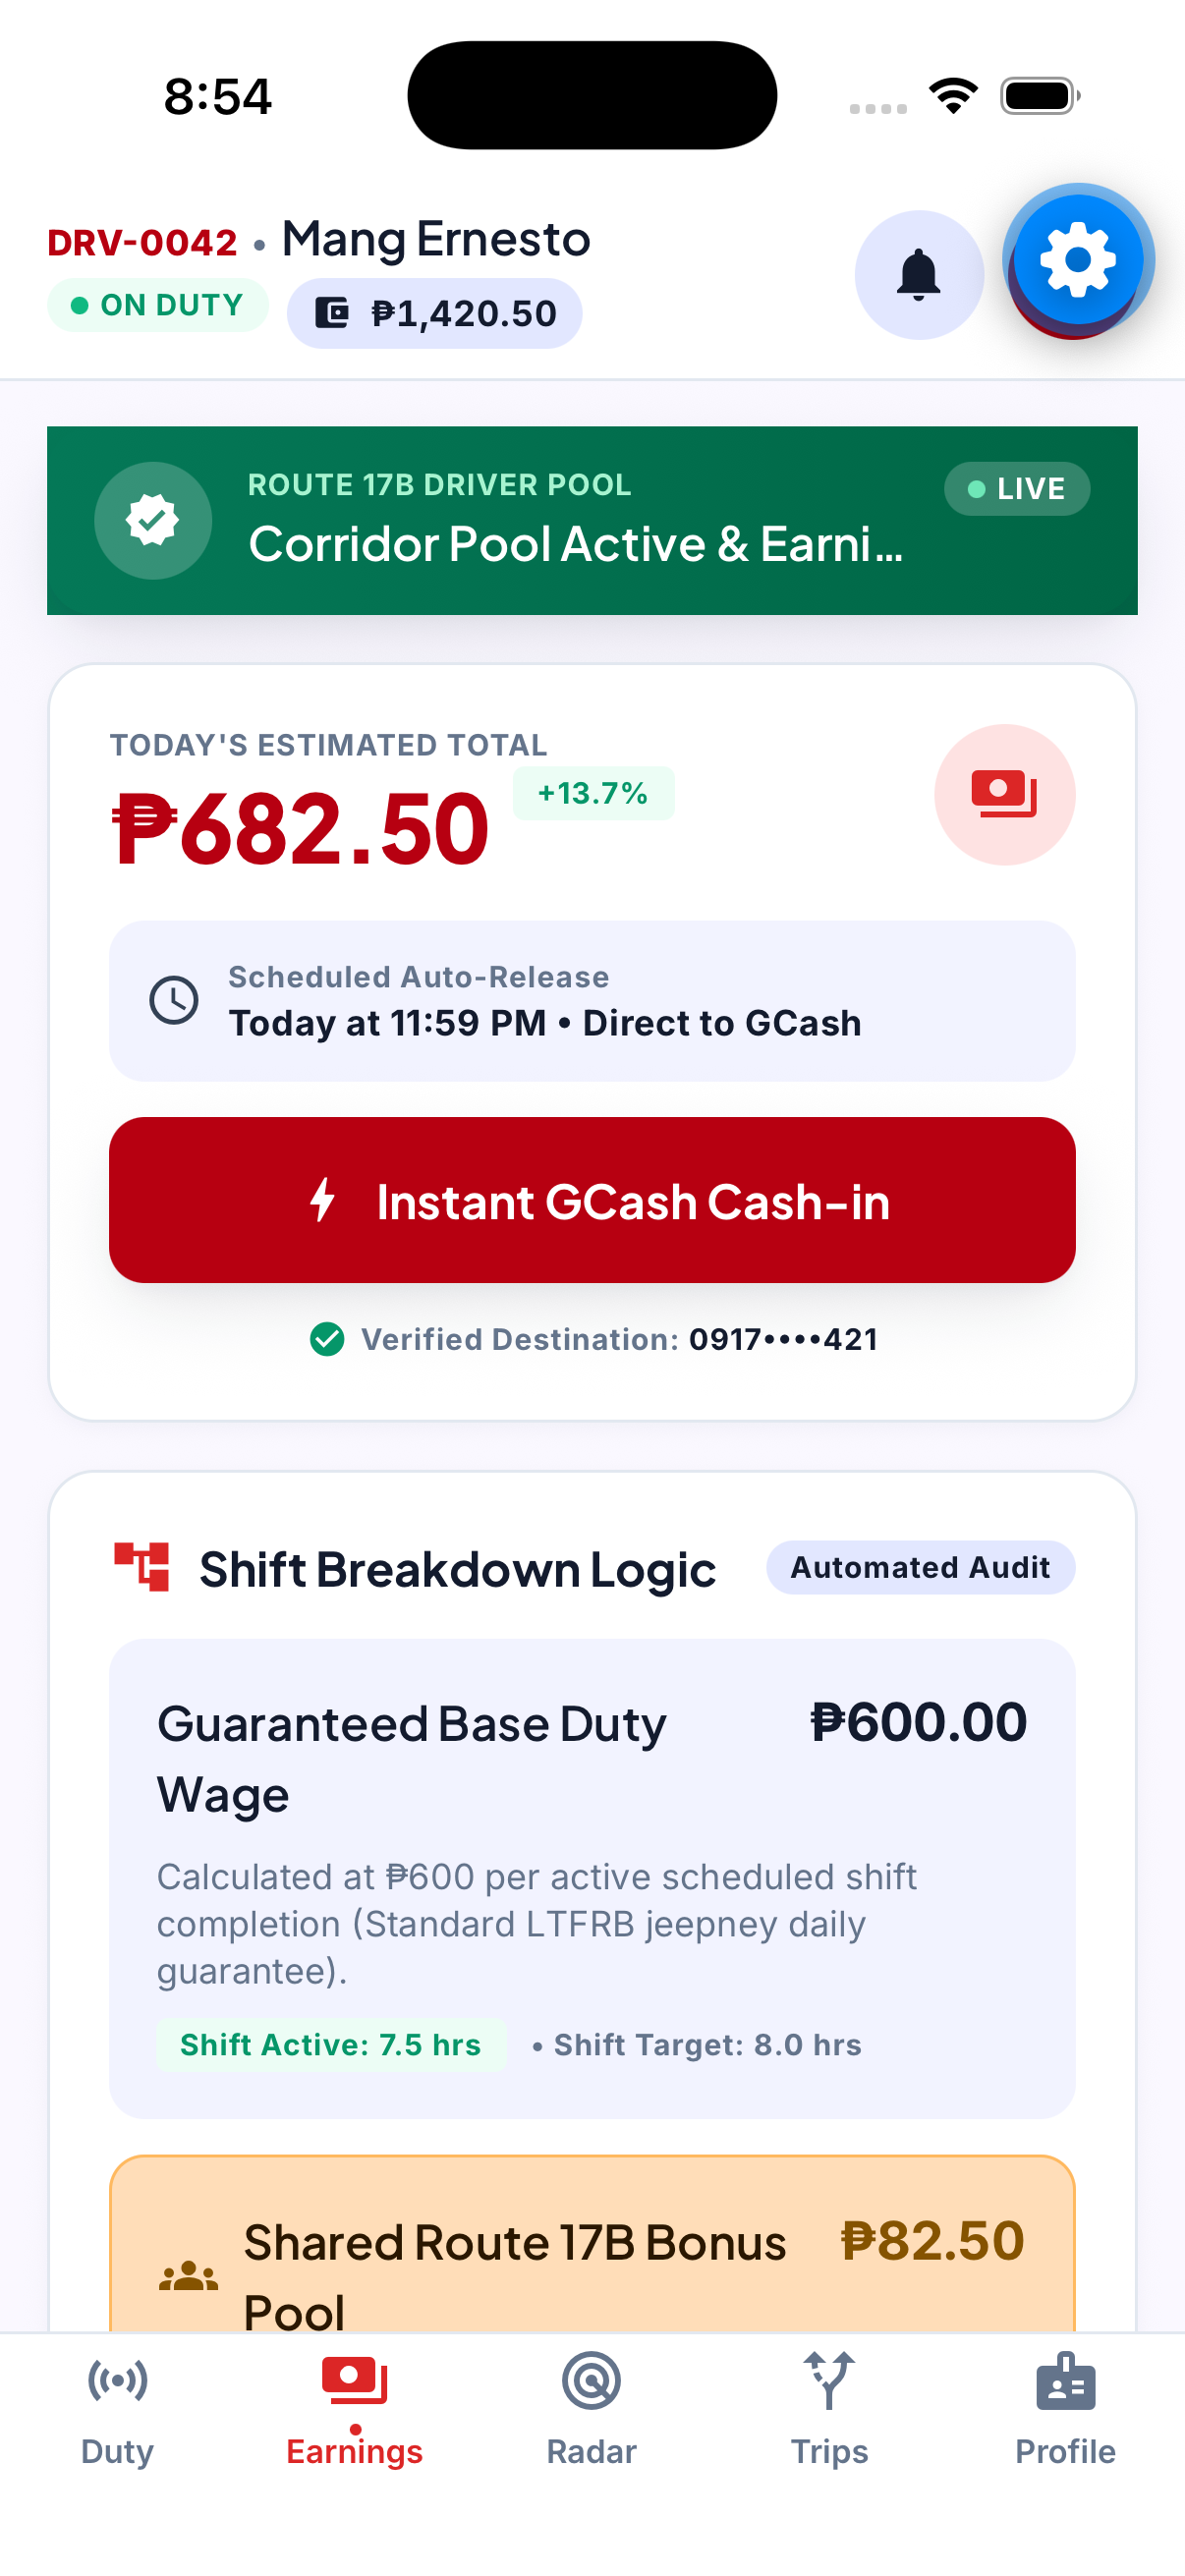 8:54
DRV-0042 • Mang Ernesto
ON DUTY
₱1,420.50
ROUTE 17B DRIVER POOL
LIVE
Corridor Pool Active & Earni...
TODAY'S ESTIMATED TOTAL
₱682.50
+13.7%
Scheduled Auto-Release
Today at 11:59 PM • Direct to GCash
Instant GCash Cash-in
Verified Destination: 0917••••421
Shift Breakdown Logic
Automated Audit
Guaranteed Base Duty
Wage
₱600.00
Calculated at ₱600 per active scheduled shift
completion (Standard LTFRB jeepney daily
guarantee).
Shift Active: 7.5 hrs
• Shift Target: 8.0 hrs
Shared Route 17B Bonus
Pool
₱82.50
Duty
Earnings
Radar
Trips
Profile